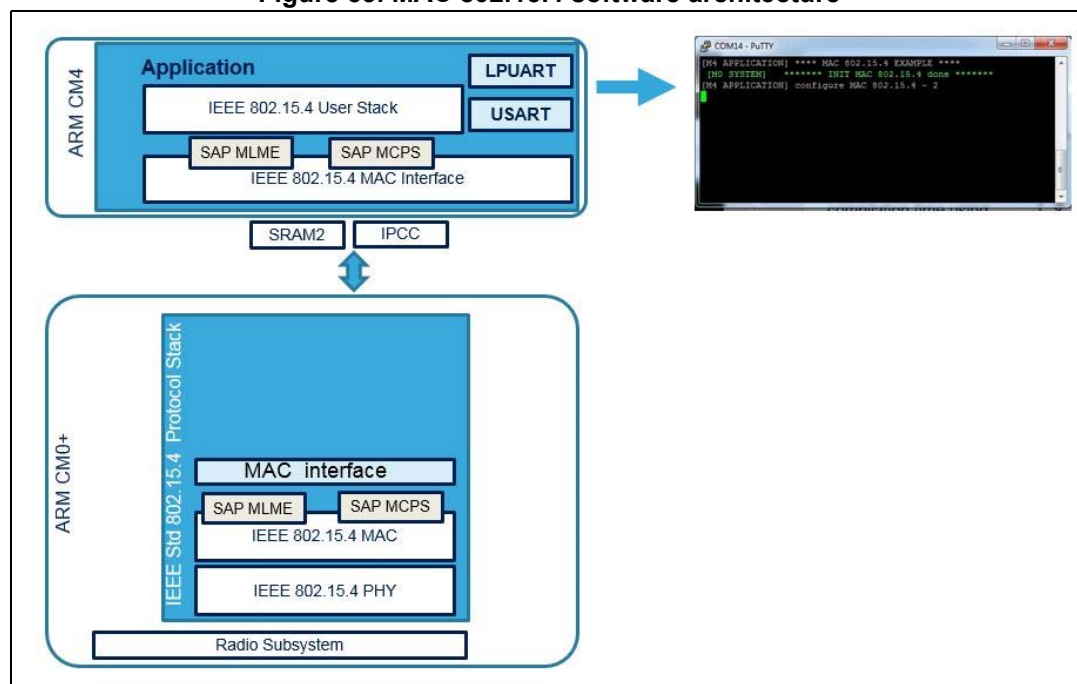 Figure 85. MAC 802.15.4 software architecture
ARM CM4
Application
LPUART
IEEE 802.15.4 User Stack
USART
SAP MLME
SAP MCPS
IEEE 802.15.4 MAC Interface
COM14 - PuTTY
[M4 APPLICATION] **** MAC 802.15.4 EXAMPLE ****
[M0 SYSTEM] ******* INIT MAC 802.15.4 done *******
[M4 APPLICATION] configure MAC 802.15.4 - 2
compilation time using
SRAM2
IPCC
ARM CM0+
IEEE Std 802.15.4 Protocol Stack
MAC interface
SAP MLME
SAP MCPS
IEEE 802.15.4 MAC
IEEE 802.15.4 PHY
Radio Subsystem